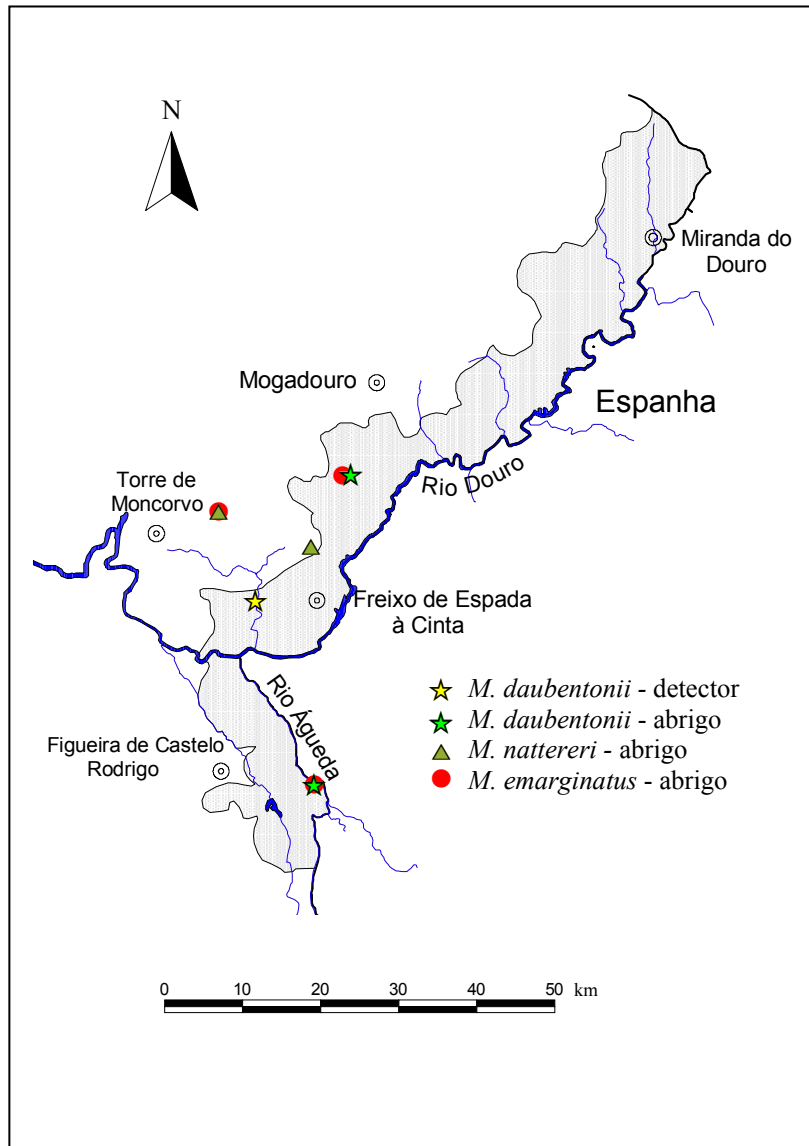 N
Miranda do
Douro
Mogadouro
Espanha
Rio Douro
Torre de
Moncorvo
Freixo de Espada
à Cinta
Rio Águeda
Figueira de Castelo
Rodrigo
M. daubentonii - detector
M. daubentonii - abrigo
M. nattereri - abrigo
M. emarginatus - abrigo
0 10 20 30 40 50 km